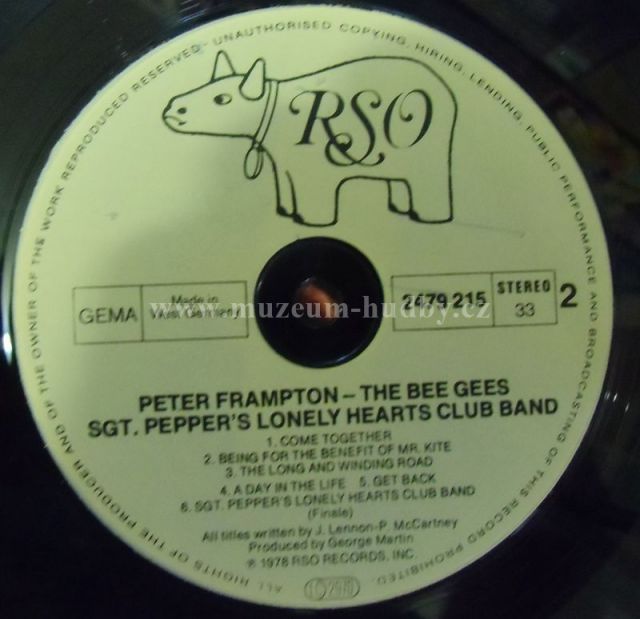 ALL RIGHTS OF THE PRODUCER AND OF THE OWNER OF THE WORK REPRODUCED RESERVED - UNAUTHORISED COPYING, HIRING, LENDING, PUBLIC PERFORMANCE AND BROADCASTING OF THIS RECORD PROHIBITED.
RSO
GEMA
Made in
West Germany
2479 215
STEREO
33
2
www.muzeum-hudby.cz
PETER FRAMPTON – THE BEE GEES
SGT. PEPPER'S LONELY HEARTS CLUB BAND
1. COME TOGETHER
2. BEING FOR THE BENEFIT OF MR. KITE
3. THE LONG AND WINDING ROAD
4. A DAY IN THE LIFE 5. GET BACK
6. SGT. PEPPER'S LONELY HEARTS CLUB BAND
(Finale)
All titles written by J. Lennon-P. McCartney
Produced by George Martin
℗ 1978 RSO RECORDS, INC.